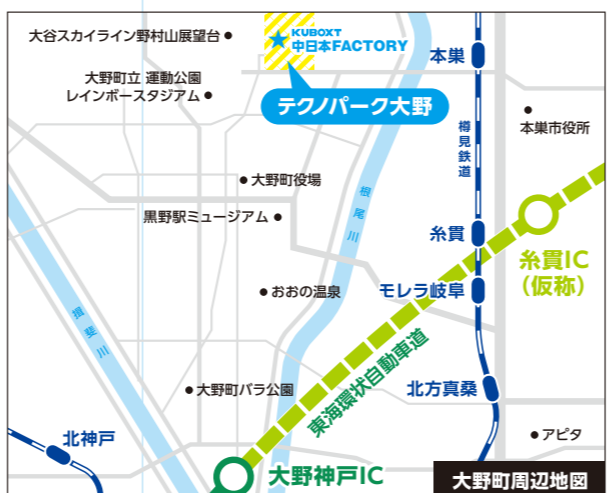 大谷スカイライン野村山展望台
KUBOXT
中日本FACTORY
本巣
大野町立 運動公園
レインボースタジアム
テクノパーク大野
本巣市役所
樽見鉄道
大野町役場
根尾川
黒野駅ミュージアム
糸貫
糸貫IC
（仮称）
おおの温泉
モレラ岐阜
揖斐川
東海環状自動車道
大野町バラ公園
北方真桑
北神戸
アピタ
大野神戸IC
大野町周辺地図